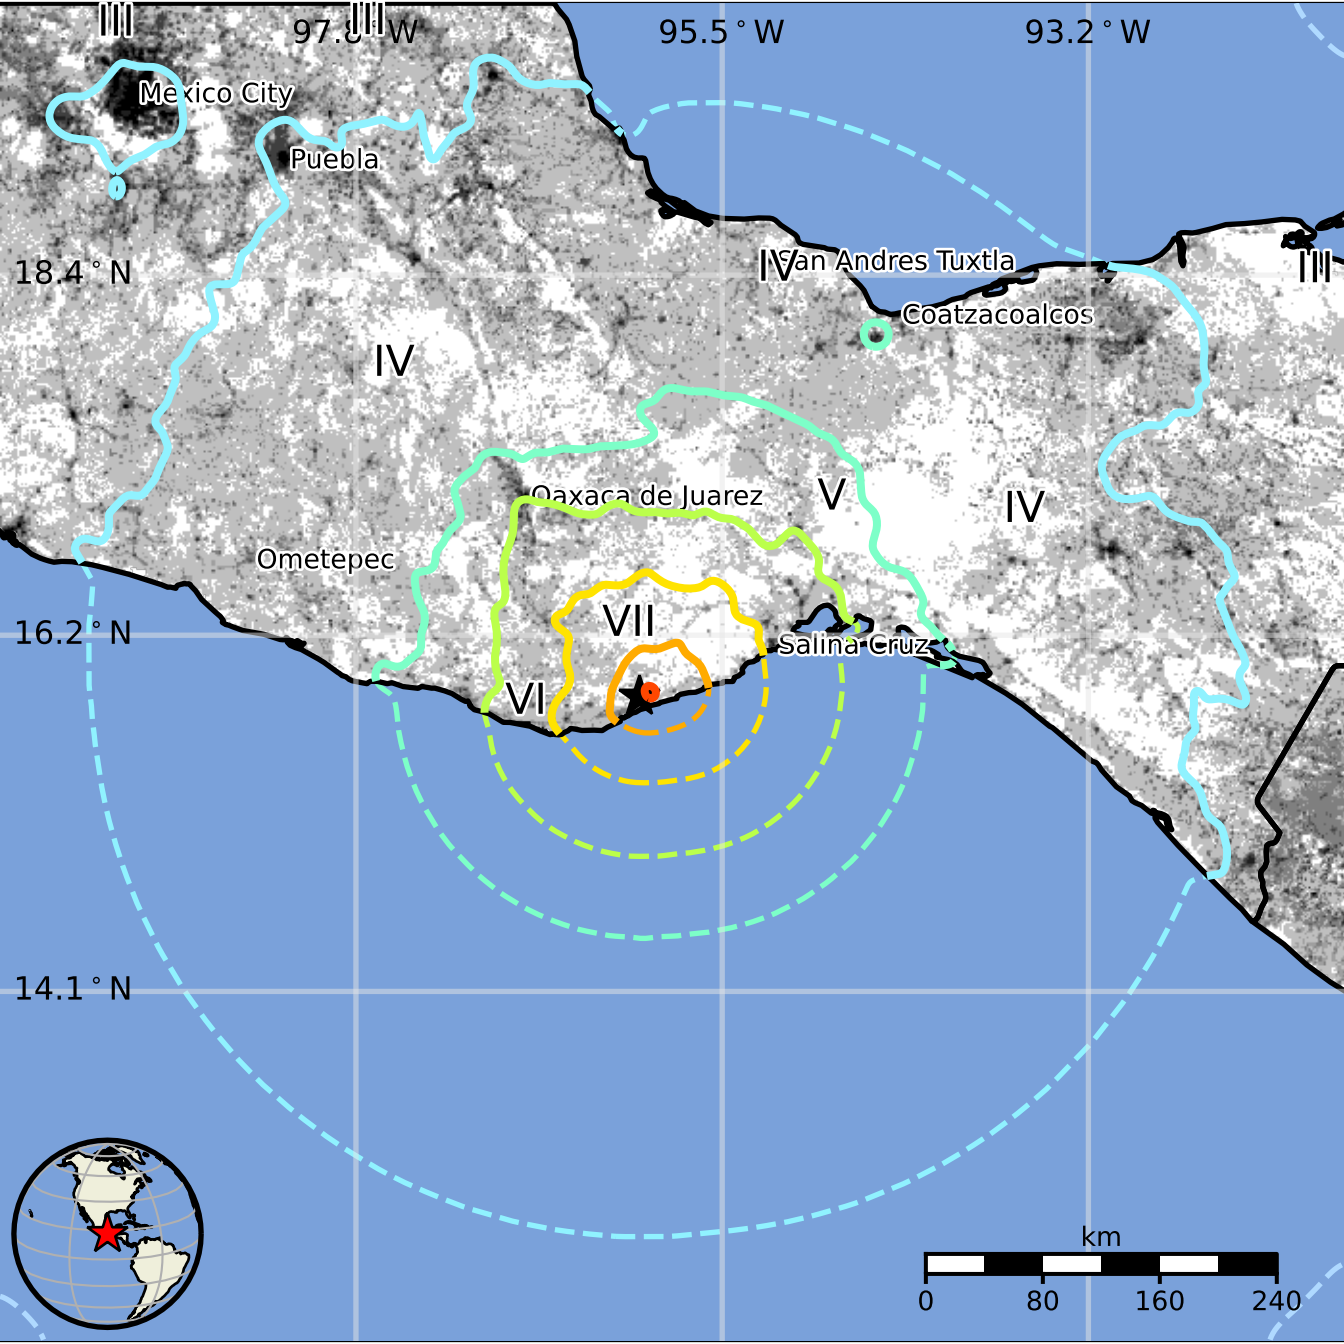 III
III
97.8°W
95.5°W
93.2°W
Mexico City
Puebla
18.4°N
IV
San Andres Tuxtla
III
Coatzacoalcos
IV
Oaxaca de Juarez
V
IV
Ometepec
16.2°N
VII
Salina Cruz
VI
14.1°N
km
0 80 160 240